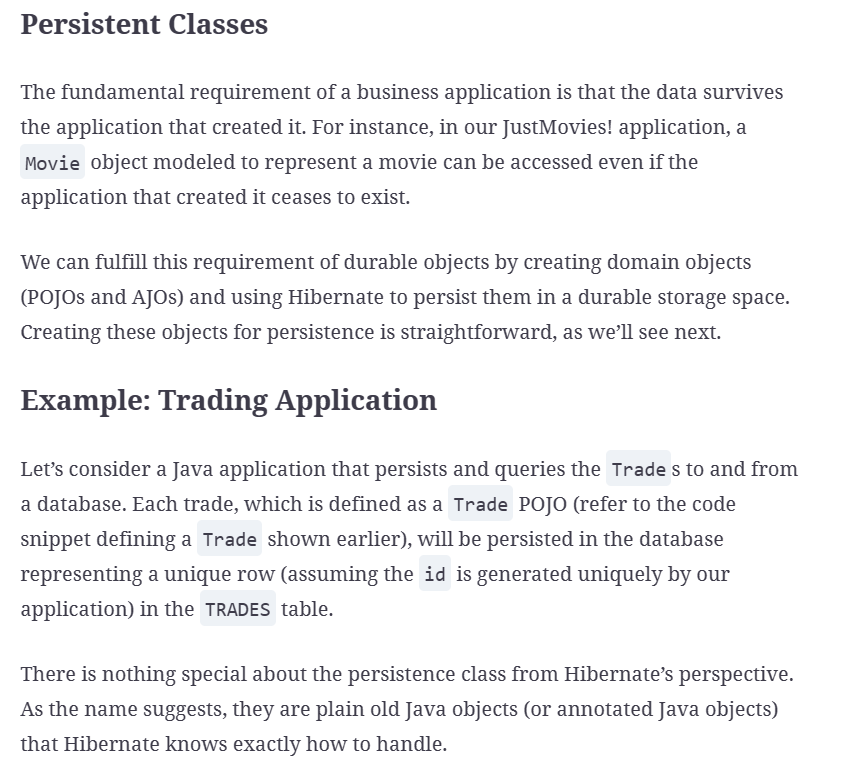 Persistent Classes
The fundamental requirement of a business application is that the data survives
the application that created it. For instance, in our JustMovies! application, a
Movie object modeled to represent a movie can be accessed even if the
application that created it ceases to exist.
We can fulfill this requirement of durable objects by creating domain objects
(POJOs and AJOs) and using Hibernate to persist them in a durable storage space.
Creating these objects for persistence is straightforward, as we’ll see next.
Example: Trading Application
Let’s consider a Java application that persists and queries the Trade s to and from
a database. Each trade, which is defined as a Trade POJO (refer to the code
snippet defining a Trade shown earlier), will be persisted in the database
representing a unique row (assuming the id is generated uniquely by our
application) in the TRADES table.
There is nothing special about the persistence class from Hibernate’s perspective.
As the name suggests, they are plain old Java objects (or annotated Java objects)
that Hibernate knows exactly how to handle.